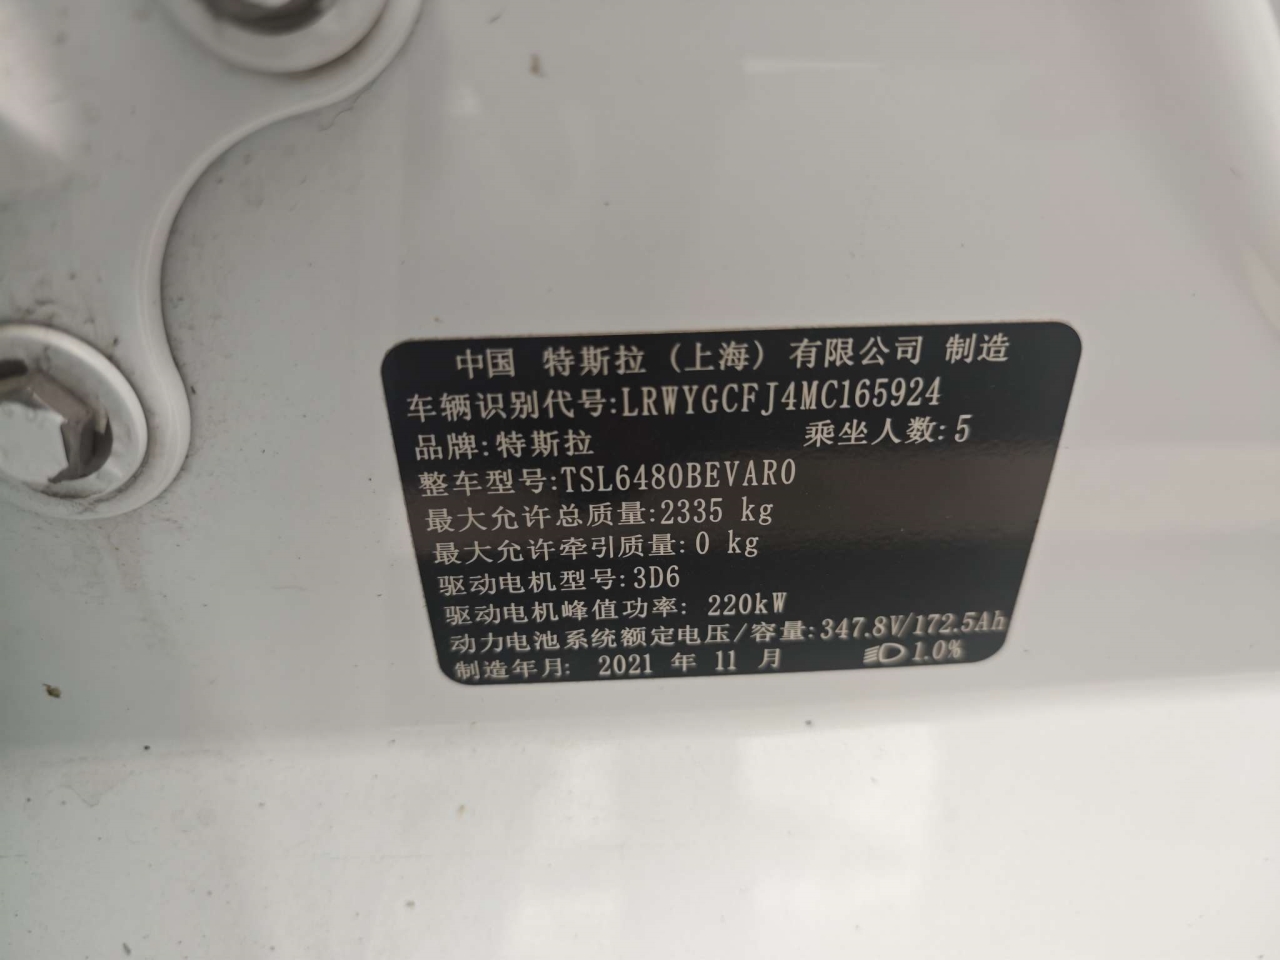 中国 特斯拉 (上海) 有限公司 制造
车辆识别代号:LRWYGCFJ4MC165924
品牌:特斯拉 乘坐人数:5
整车型号:TSL6480BEVAR0
最大允许总质量:2335 kg
最大允许牵引质量:0 kg
驱动电机型号:3D6
驱动电机峰值功率: 220kW
动力电池系统额定电压/容量:347.8V/172.5Ah
制造年月: 2021 年 11 月 1.0%